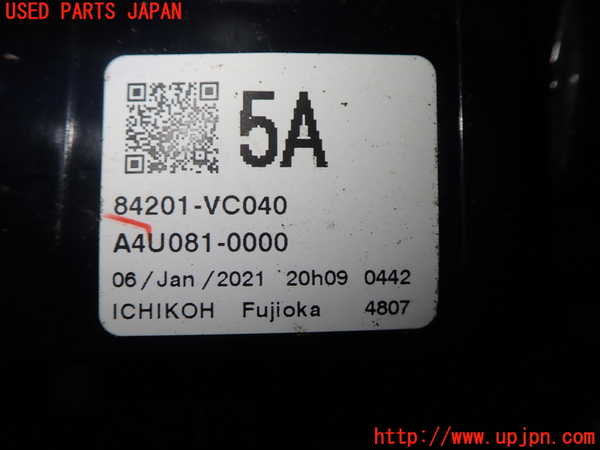 USED PARTS JAPAN
5A
84201-VC040
A4U081-0000
06/Jan/2021 20h09 0442
ICHIKOH Fujioka 4807
www.upjpn.com